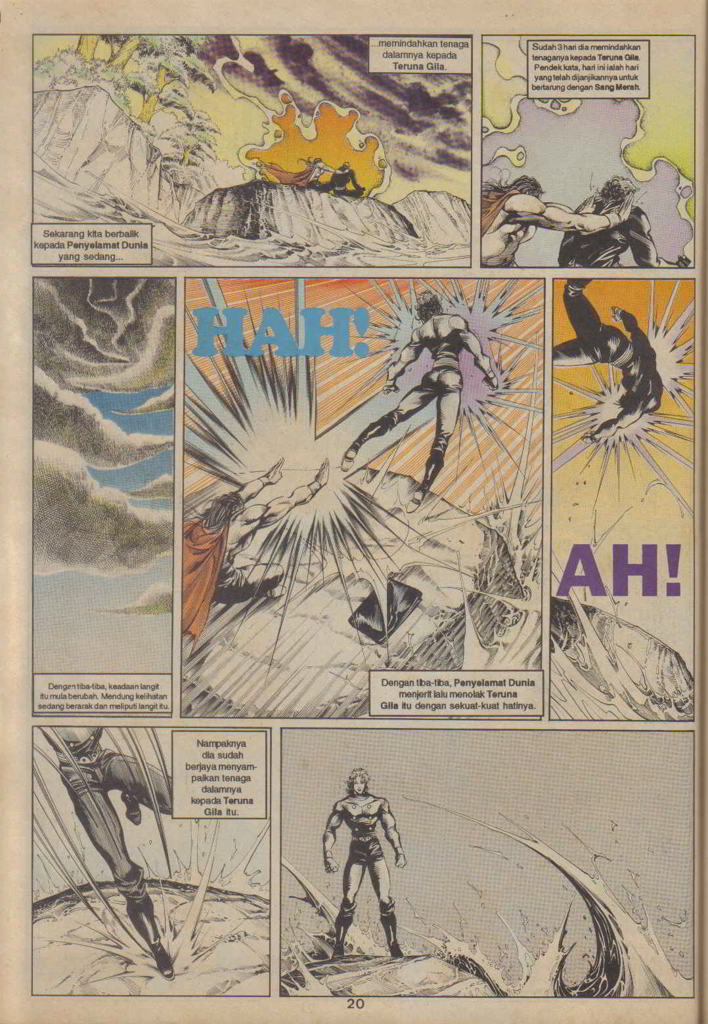 Sekarang kita berbalik
kepada Penyelamat Dunia
yang sedang...
...memindahkan tenaga
dalamnya kepada
Teruna Gila.
Sudah 3 hari dia memindahkan
tenaganya kepada Teruna Gila.
Pendek kata, hari ini ialah hari
yang telah dijanjikannya untuk
bertarung dengan Sang Merah.
Dengan tiba-tiba, keadaan langit
itu mula berubah. Mendung kelihatan
sedang berarak dan meliputi langit itu.
HAH!
Dengan tiba-tiba, Penyelamat Dunia
menjerit lalu menolak Teruna
Gila itu dengan sekuat-kuat hatinya.
AH!
Nampaknya
dia sudah
berjaya menyam-
paikan tenaga
dalamnya
kepada Teruna
Gila itu.
20